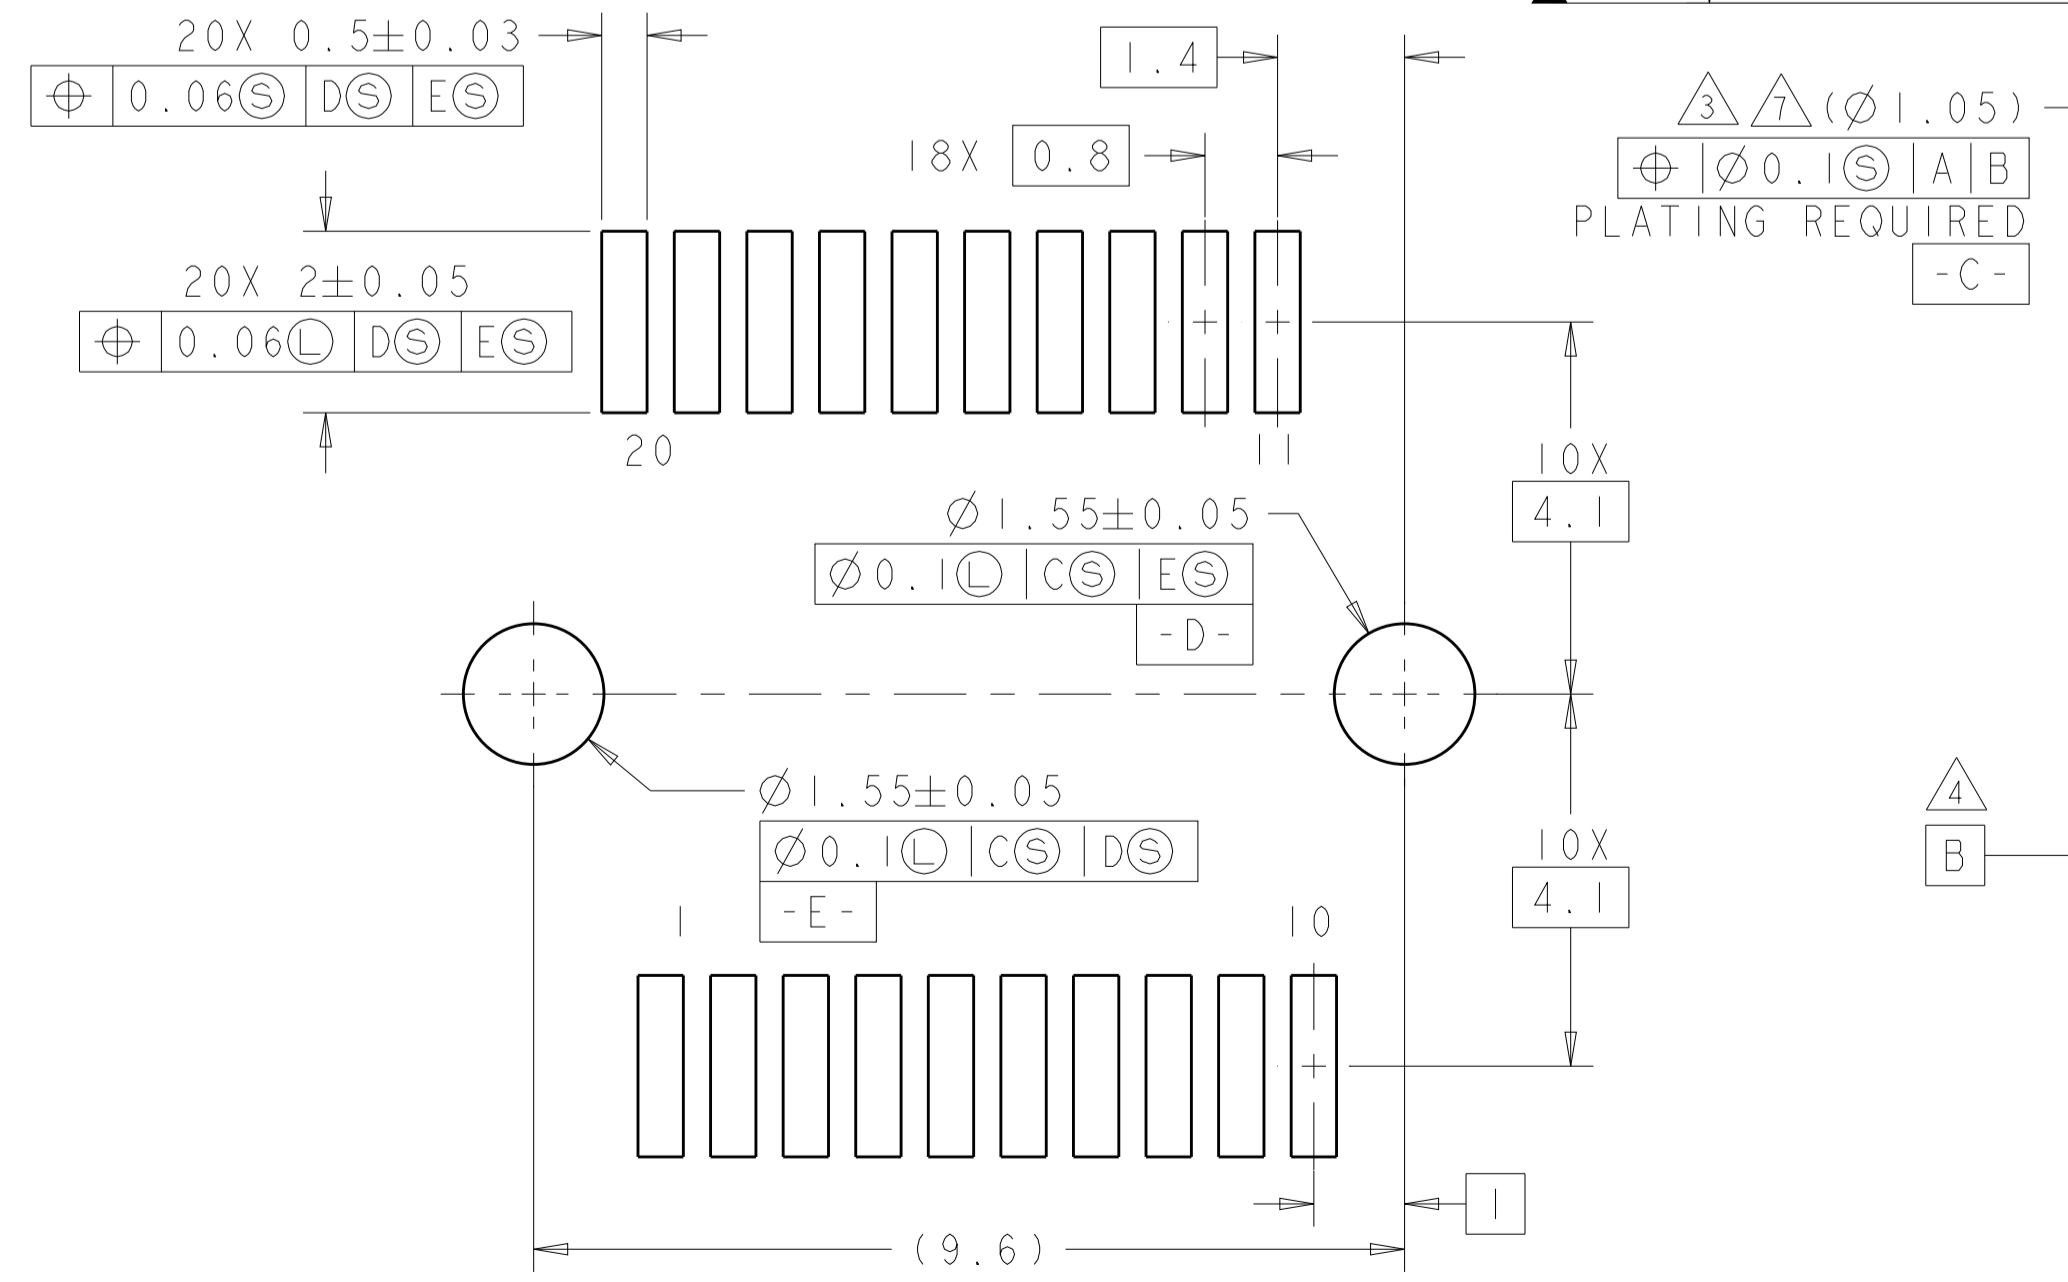 20X 0.5±0.03
⌖ 0.06Ⓢ DⓈ EⓈ
1.4
18X 0.8
3 7 (Ø1.05)
⌖ Ø0.1Ⓢ A B
PLATING REQUIRED
-C-
20X 2±0.05
⌖ 0.06Ⓛ DⓈ EⓈ
20
11
10X
4.1
Ø1.55±0.05
Ø0.1Ⓛ CⓈ EⓈ
-D-
Ø1.55±0.05
Ø0.1Ⓛ CⓈ DⓈ
-E-
4
B
10X
4.1
1
10
1
(9.6)